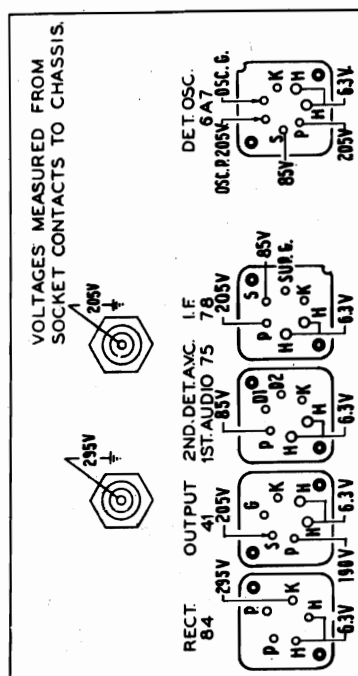 VOLTAGES MEASURED FROM
SOCKET CONTACTS TO CHASSIS.
295V
205V
RECT.
84
295V
P.
K
P
H
H
6.3V
OUTPUT
41
205V
G
K
S
H
P
H
190V
6.3V
2ND. DET. A.V.C.
1ST. AUDIO 75
85V
D1
D2
P
K
H
H
6.3V
I.F.
78
205V
85V
S
SUP. G.
P
K
H
H
6.3V
DET. OSC.
6A7
OSC. P. 205V
OSC. G.
K
S
H
P
H
85V
205V
6.3V.